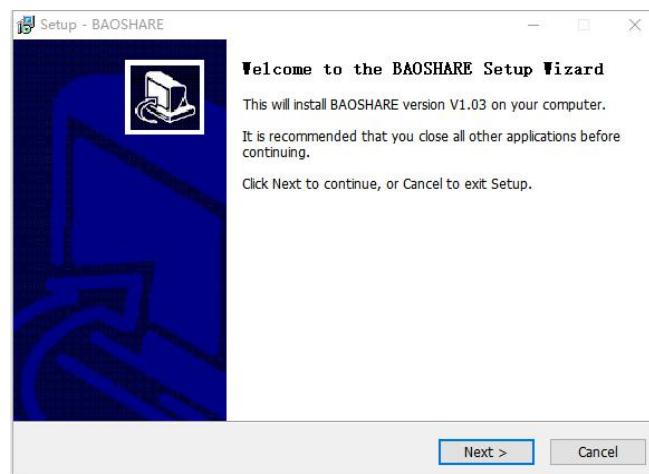 Setup - BAOSHARE
Welcome to the BAOSHARE Setup Wizard
This will install BAOSHARE version V1.03 on your computer.
It is recommended that you close all other applications before
continuing.
Click Next to continue, or Cancel to exit Setup.
Next >
Cancel